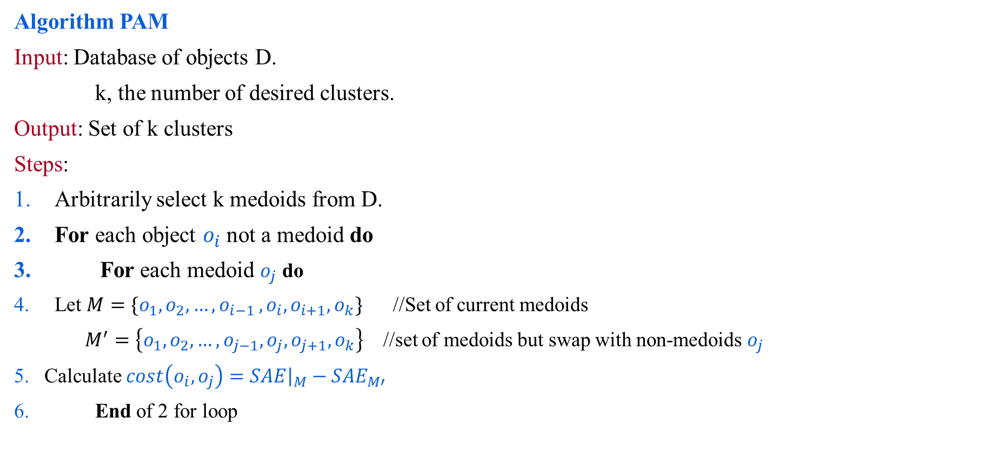 Algorithm PAM
Input: Database of objects D.
k, the number of desired clusters.
Output: Set of k clusters
Steps:
1. Arbitrarily select k medoids from D.
2. For each object o_i not a medoid do
3. For each medoid o_j do
4. Let M = {o_1, o_2, …, o_{i−1}, o_i, o_{i+1}, o_k} //Set of current medoids
M′ = {o_1, o_2, …, o_{j−1}, o_j, o_{j+1}, o_k} //set of medoids but swap with non-medoids o_j
5. Calculate cost(o_i, o_j) = SAE|_M − SAE_{M′}
6. End of 2 for loop